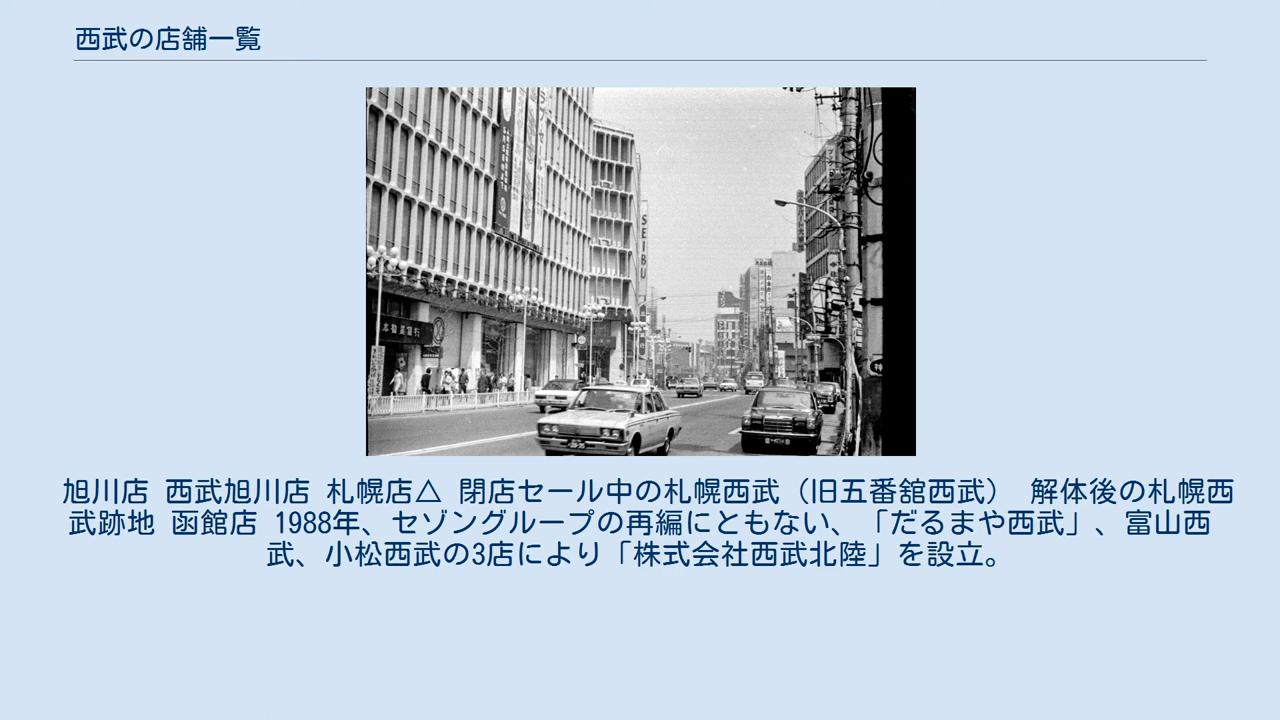 西武の店舗一覧
SEIBU
旭川店 西武旭川店 札幌店△ 閉店セール中の札幌西武（旧五番舘西武） 解体後の札幌西
武跡地 函館店 1988年、セゾングループの再編にともない、「だるまや西武」、富山西
武、小松西武の3店により「株式会社西武北陸」を設立。